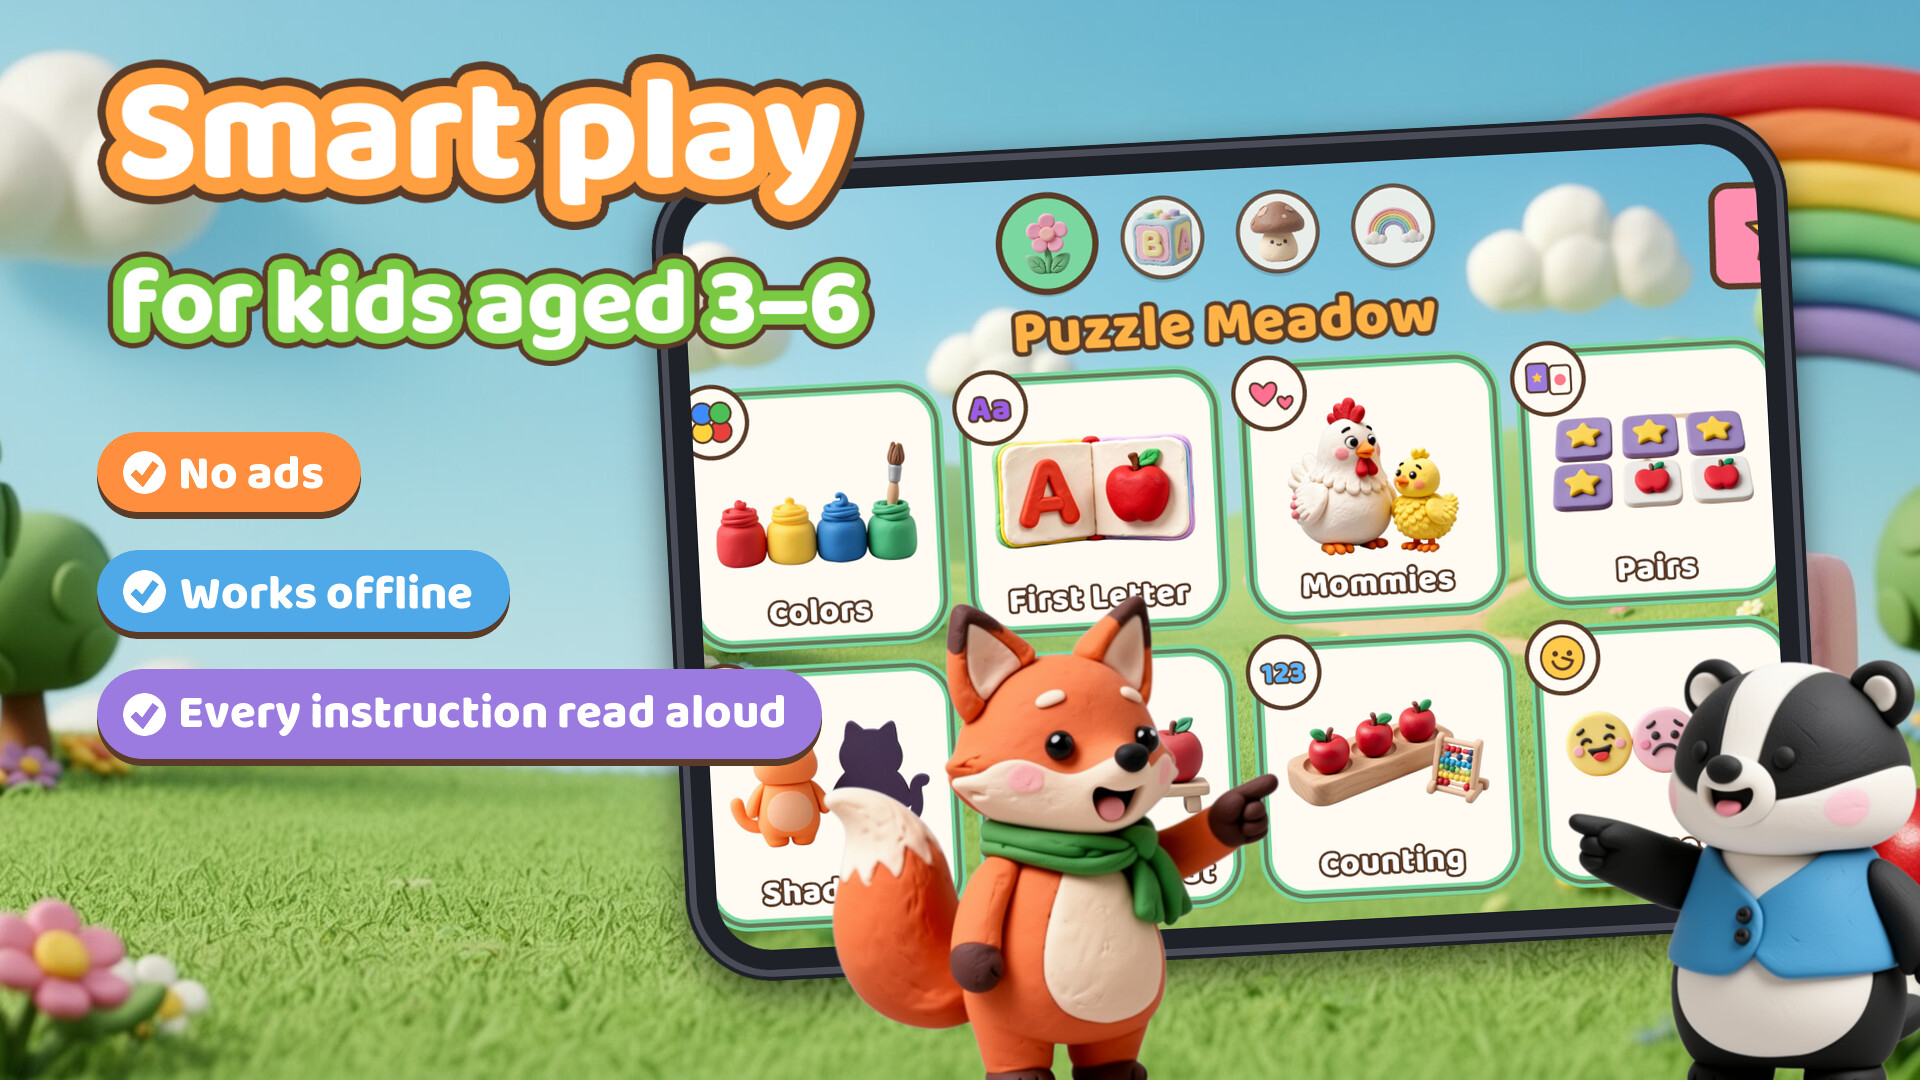 Smart play
for kids aged 3–6
No ads
Works offline
Every instruction read aloud
B A
Puzzle Meadow
Colors
Aa
A
First Letter
Mommies
Pairs
123
Counting